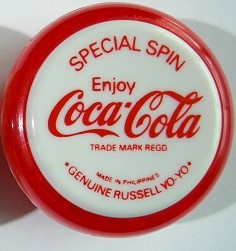 SPECIAL SPIN
Enjoy
Coca-Cola
TRADE MARK REGD
MADE IN PHILIPPINES
*GENUINE RUSSELL YO-YO*